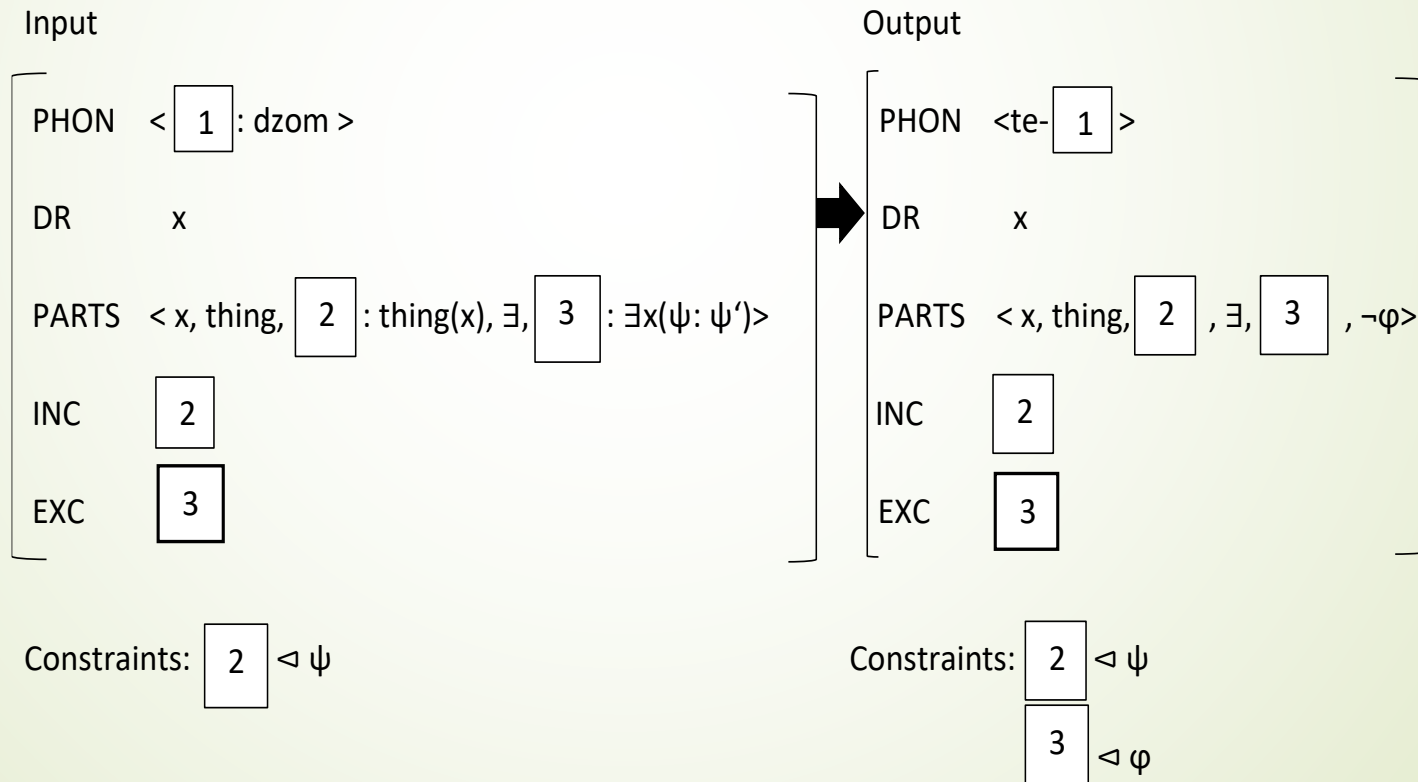 Input
PHON < 1 : dzom >
DR x
PARTS < x, thing, 2 : thing(x), ∃, 3 : ∃x(ψ: ψ‘)>
INC 2
EXC 3
Constraints: 2 ⊲ ψ
Output
PHON <te- 1 >
DR x
PARTS < x, thing, 2 , ∃, 3 , ¬φ>
INC 2
EXC 3
Constraints: 2 ⊲ ψ
3 ⊲ φ